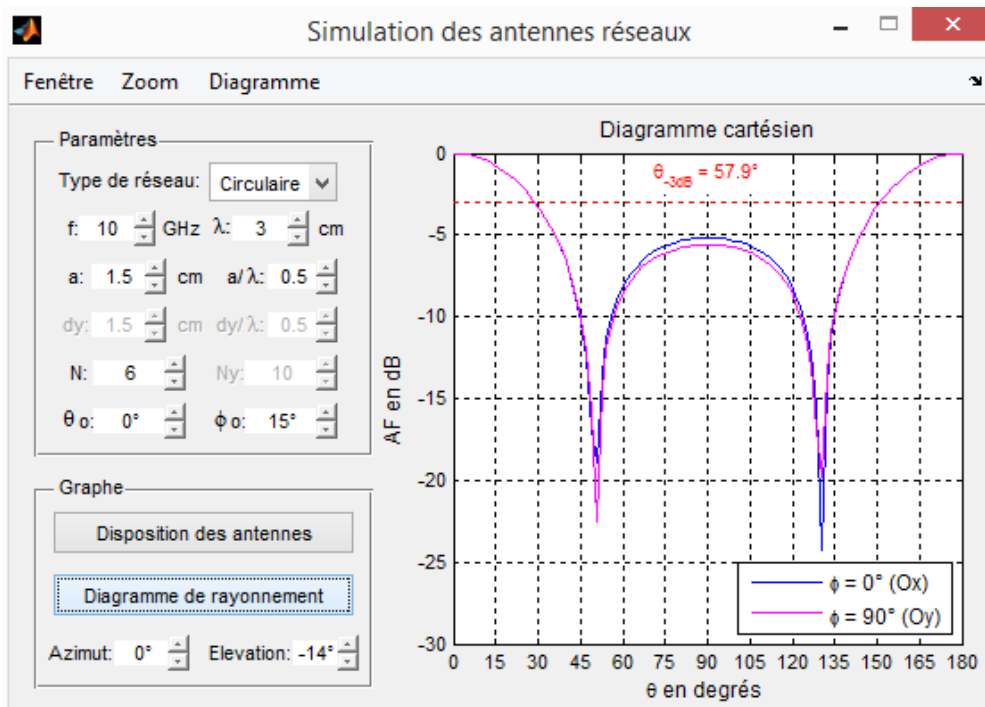 Simulation des antennes réseaux
Fenêtre Zoom Diagramme
Paramètres
Type de réseau: Circulaire
f: 10 GHz λ: 3 cm
a: 1.5 cm a/λ: 0.5
dy: 1.5 cm dy/λ: 0.5
N: 6 Ny: 10
θo: 0° ϕo: 15°
Graphe
Disposition des antennes
Diagramme de rayonnement
Azimut: 0° Elevation: -14°
Diagramme cartésien
θ-3dB = 57.9°
AF en dB
0
-5
-10
-15
-20
-25
-30
ϕ = 0° (Ox)
ϕ = 90° (Oy)
0 15 30 45 60 75 90 105 120 135 150 165 180
θ en degrés